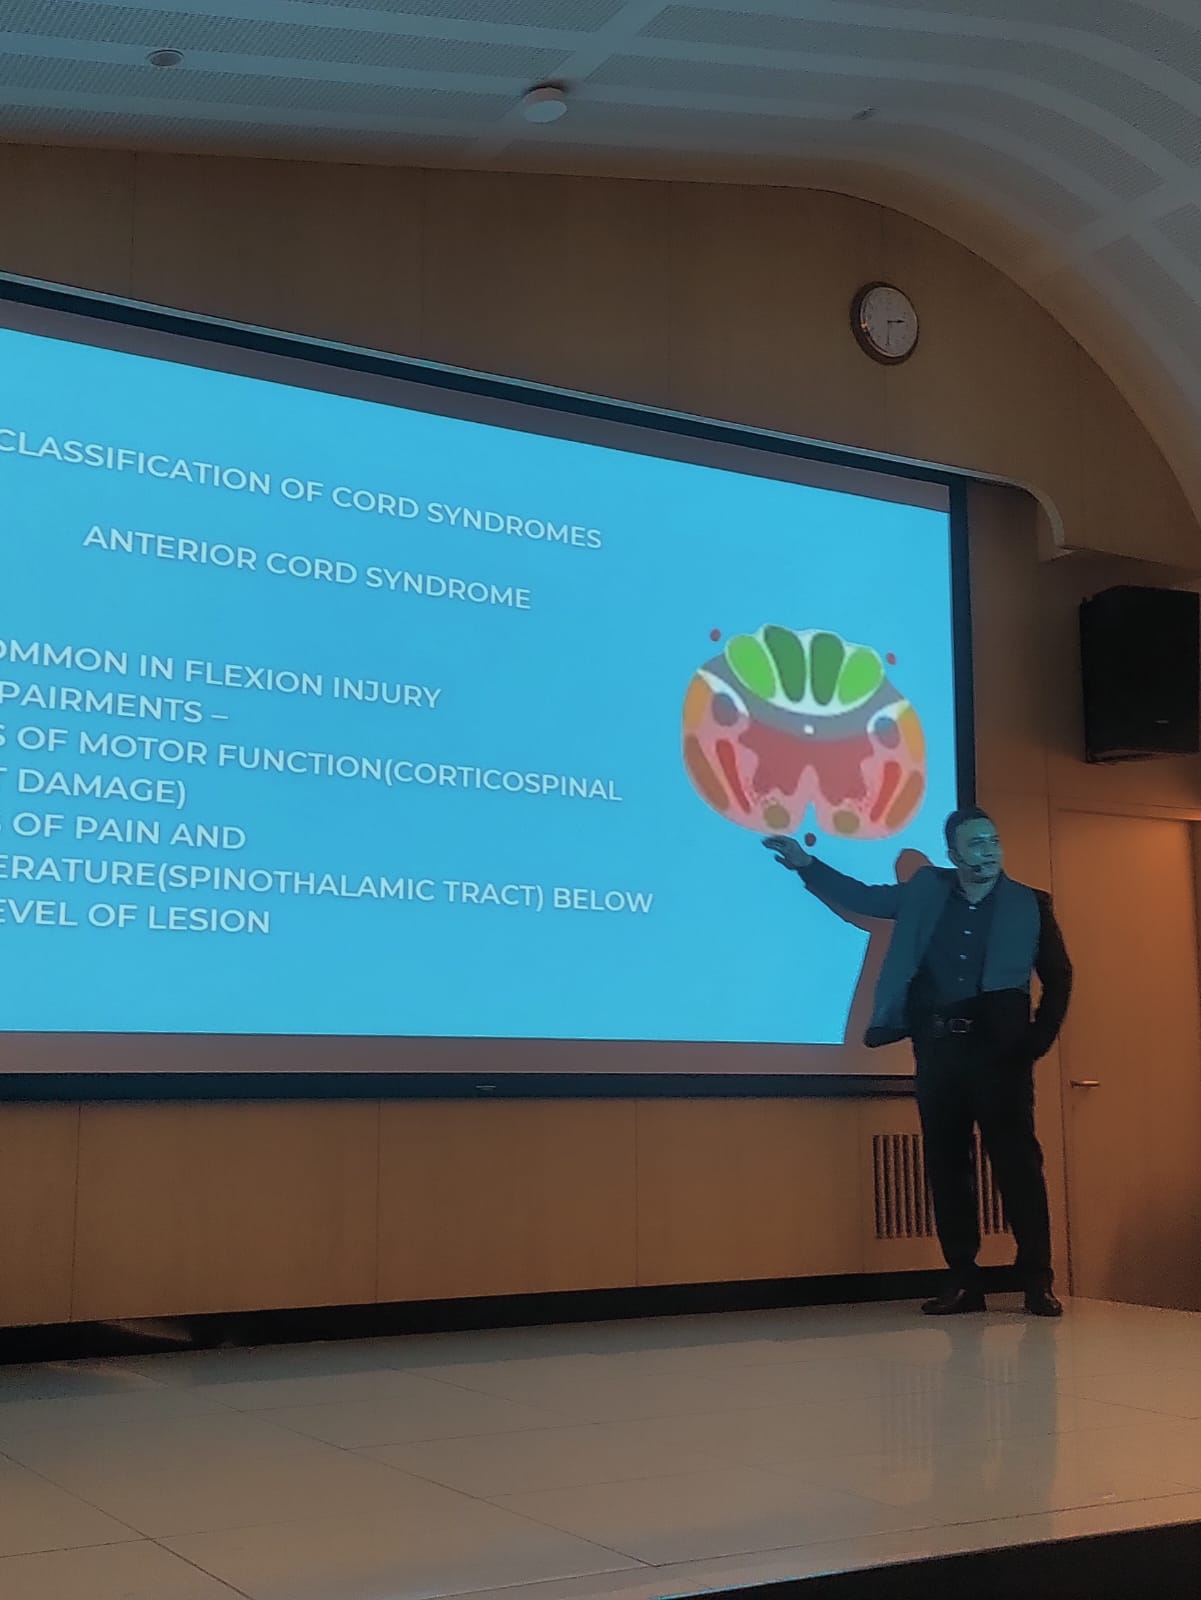 CLASSIFICATION OF CORD SYNDROMES
ANTERIOR CORD SYNDROME
OMMON IN FLEXION INJURY
PAIRMENTS –
S OF MOTOR FUNCTION(CORTICOSPINAL
T DAMAGE)
S OF PAIN AND
ERATURE(SPINOTHALAMIC TRACT) BELOW
EVEL OF LESION